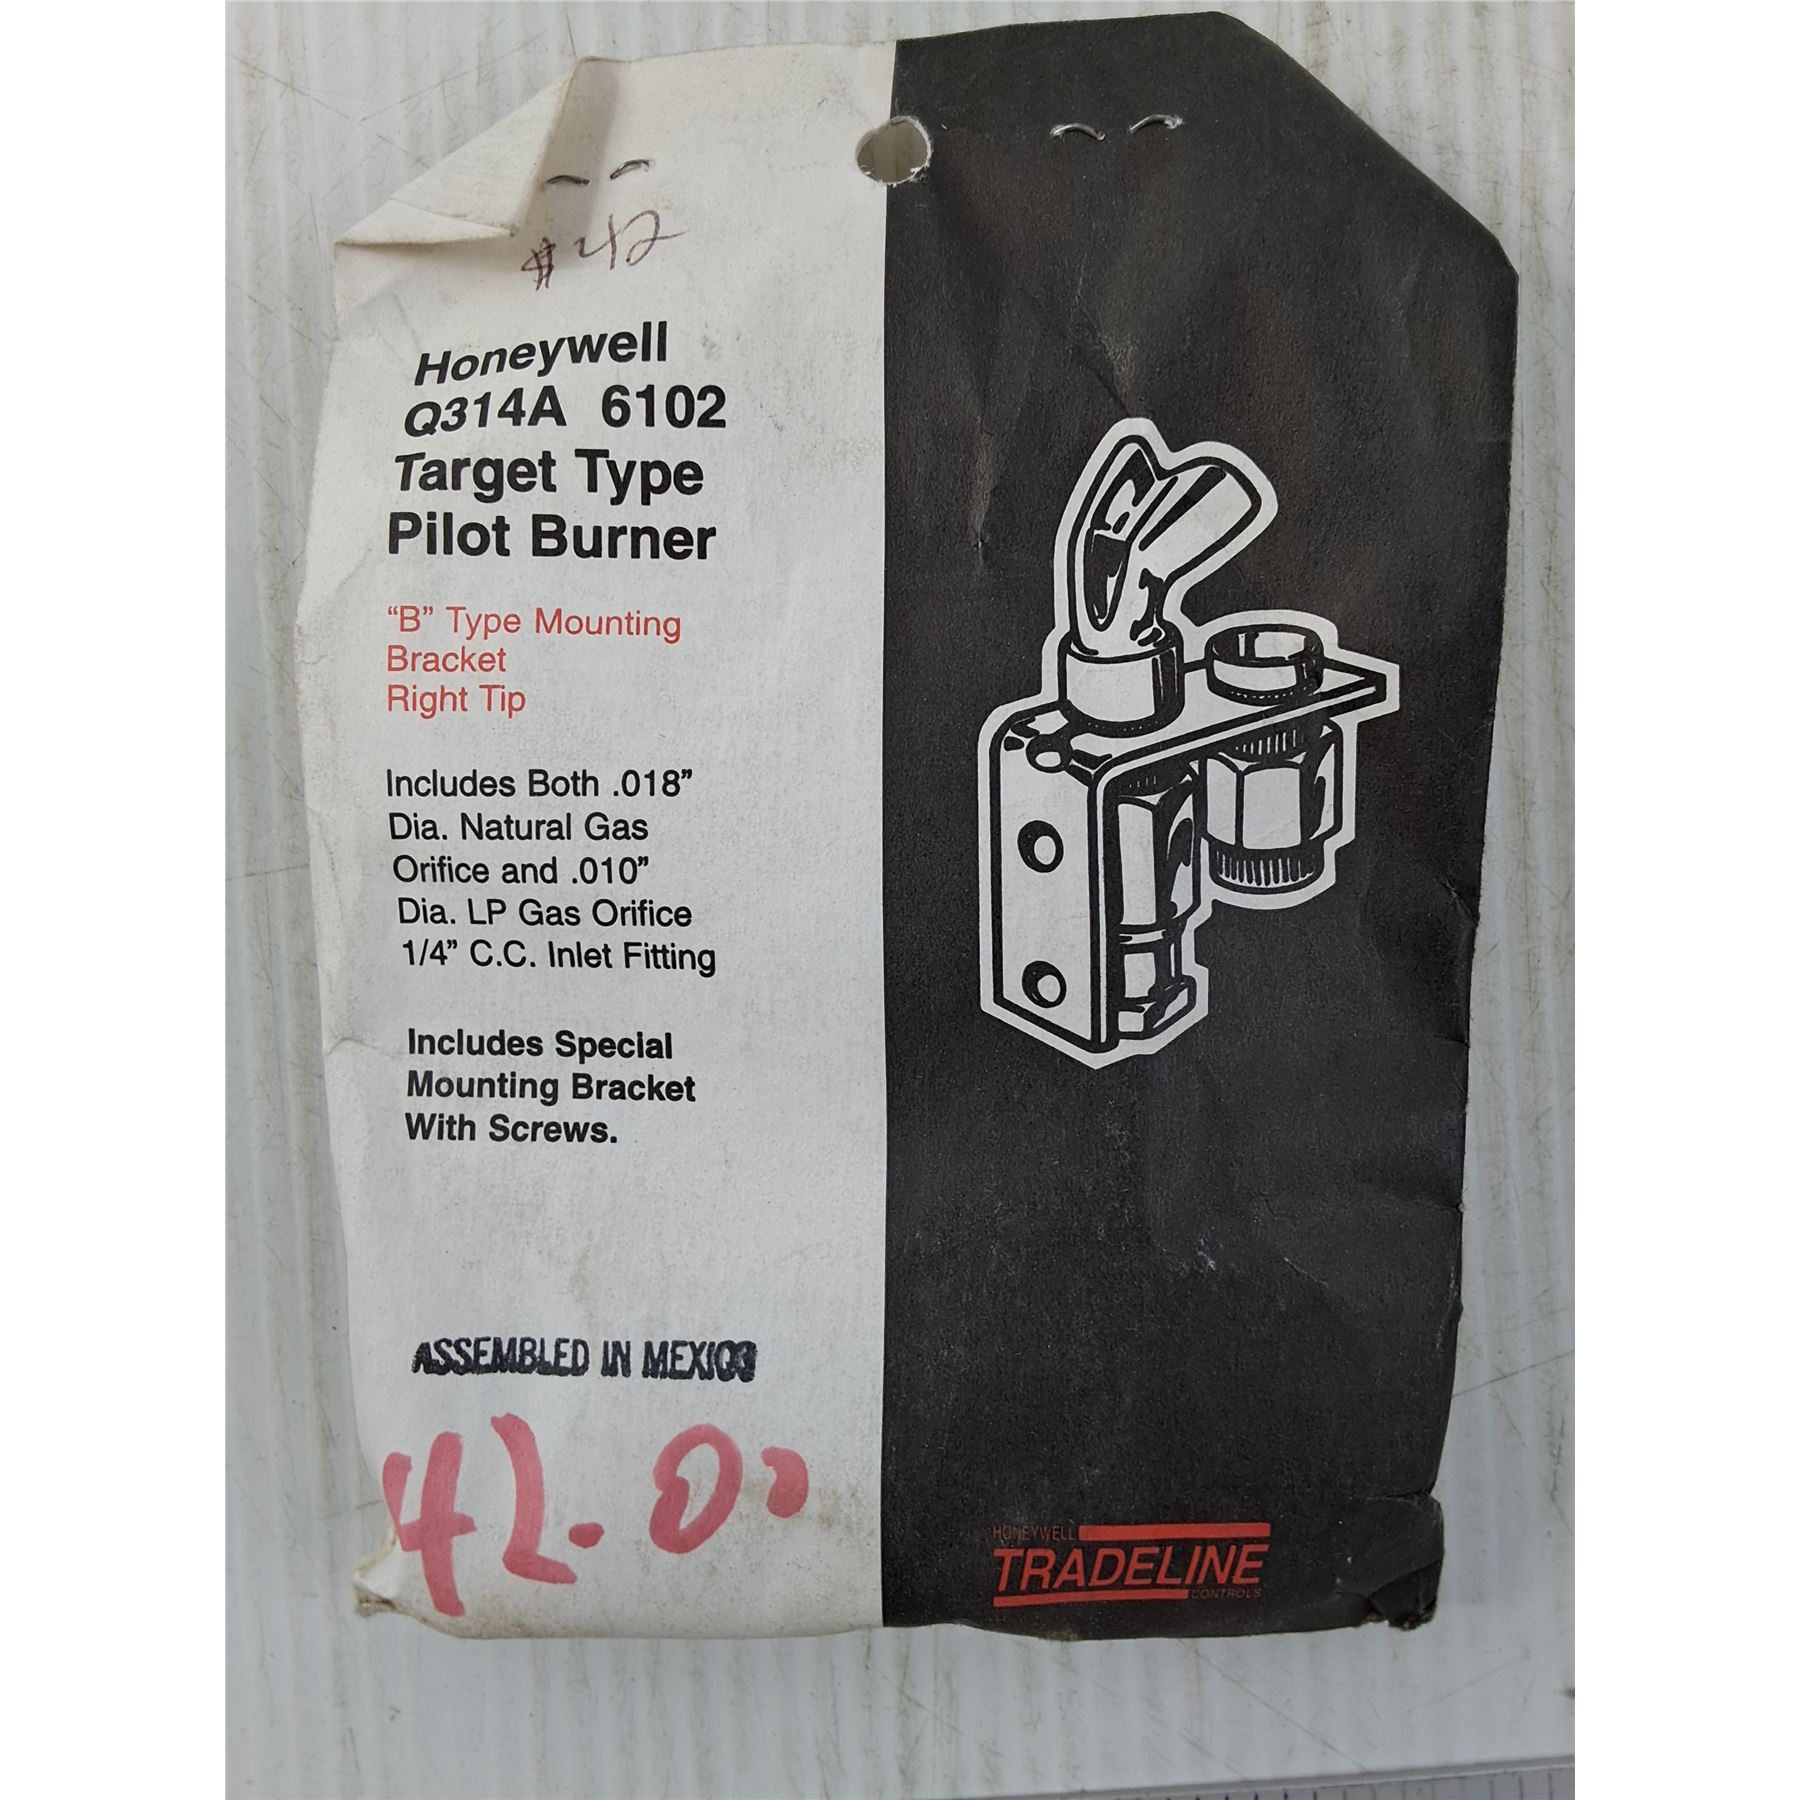 $42
Honeywell
Q314A 6102
Target Type
Pilot Burner
“B” Type Mounting
Bracket
Right Tip
Includes Both .018”
Dia. Natural Gas
Orifice and .010”
Dia. LP Gas Orifice
1/4” C.C. Inlet Fitting
Includes Special
Mounting Bracket
With Screws.
ASSEMBLED IN MEXICO
42.00
HONEYWELL
TRADELINE
CONTROLS